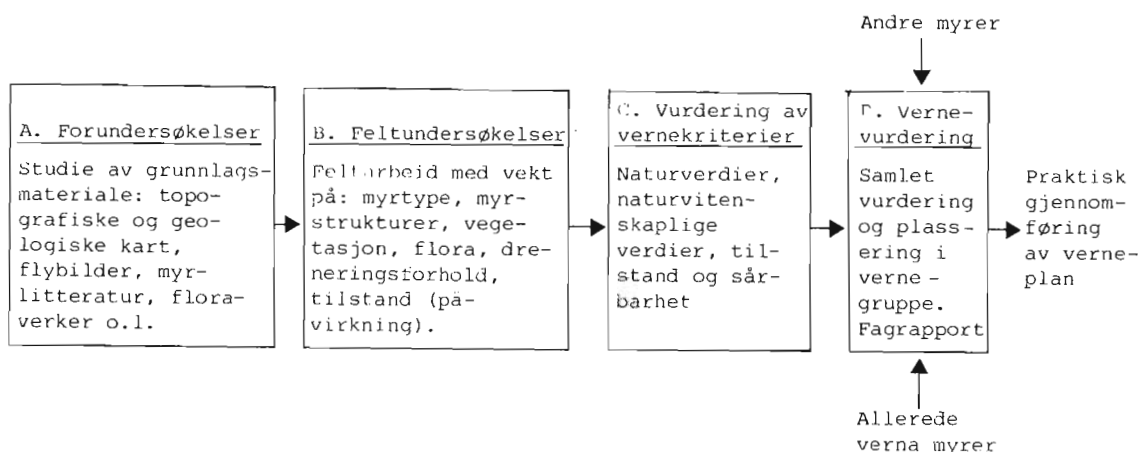 Andre myrer
A. Forundersøkelser
Studie av grunnlags-
materiale: topo-
grafiske og geo-
logiske kart,
flybilder, myr-
litteratur, flora-
verker o.l.
B. Feltundersøkelser
Feltarbeid med vekt
på: myrtype, myr-
strukturer, vege-
tasjon, flora, dre-
neringsforhold,
tilstand (på-
virkning).
C. Vurdering av
vernekriterier
Naturverdier,
naturviten-
skaplige
verdier, til-
stand og sår-
barhet
D. Verne-
vurdering
Samlet
vurdering
og plass-
ering i
verne-
gruppe.
Fagrapport
Praktisk
gjennom-
føring
av verne-
plan
Allerede
verna myrer